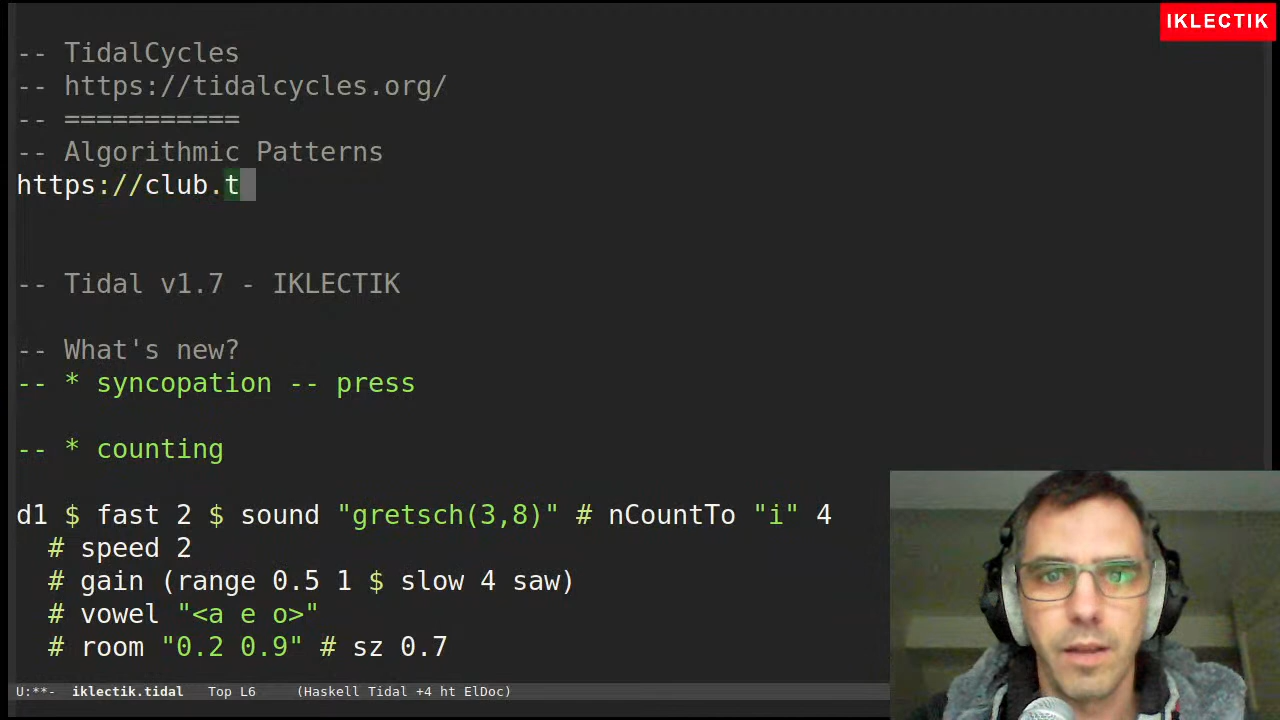 IKLECTIK
-- TidalCycles
-- https://tidalcycles.org/
-- ===========
-- Algorithmic Patterns
https://club.t
-- Tidal v1.7 - IKLECTIK
-- What's new?
-- * syncopation -- press
-- * counting
d1 $ fast 2 $ sound "gretsch(3,8)" # nCountTo "i" 4
# speed 2
# gain (range 0.5 1 $ slow 4 saw)
# vowel "<a e o>"
# room "0.2 0.9" # sz 0.7
U:**- iklectik.tidal Top L6 (Haskell Tidal +4 ht ElDoc)